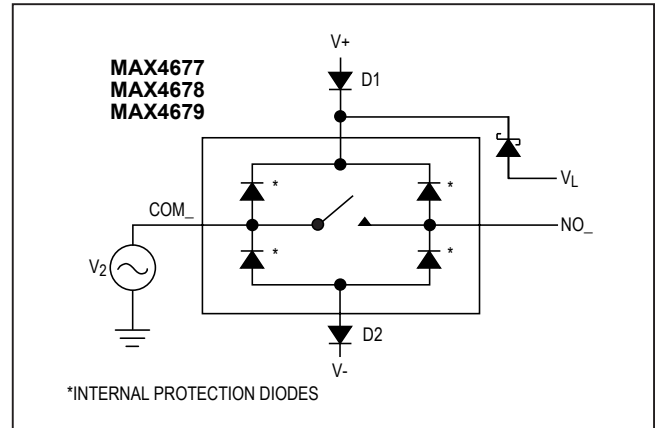 V+
D1
MAX4677
MAX4678
MAX4679
VL
*
*
COM_
NO_
*
*
V2
D2
V-
*INTERNAL PROTECTION DIODES